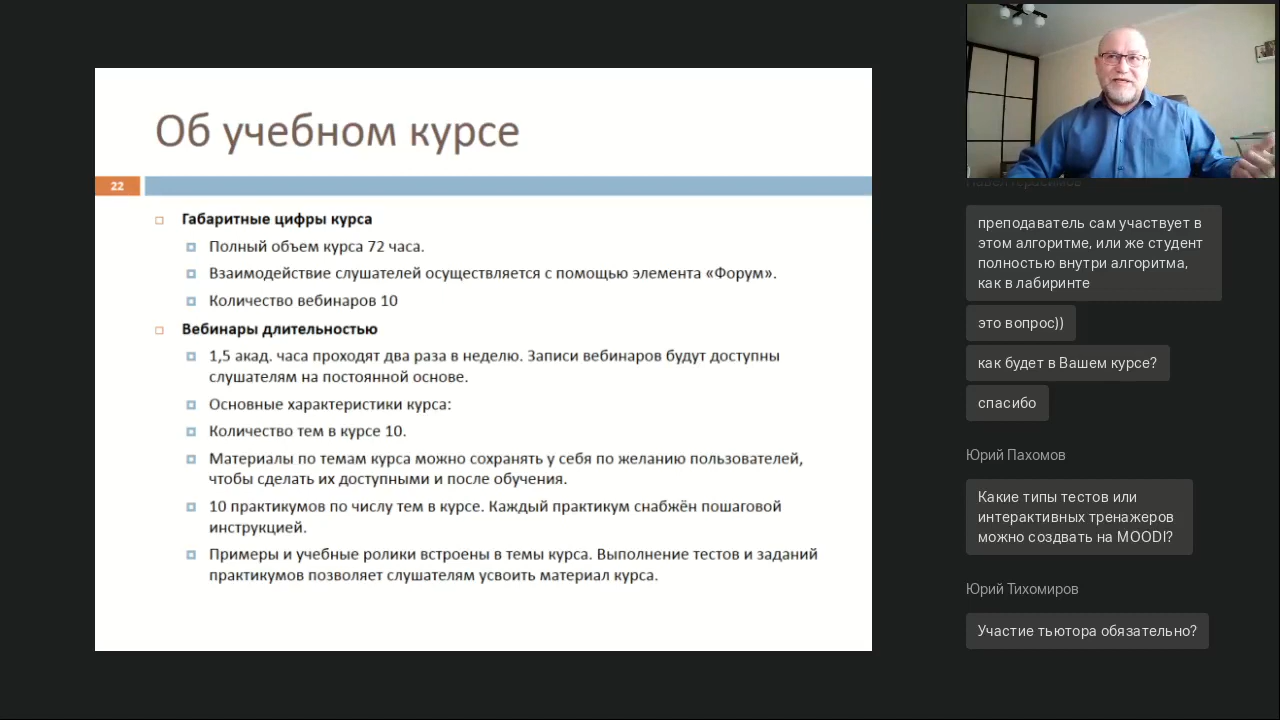 Об учебном курсе
22
Габаритные цифры курса
Полный объем курса 72 часа.
Взаимодействие слушателей осуществляется с помощью элемента «Форум».
Количество вебинаров 10
Вебинары длительностью
1,5 акад. часа проходят два раза в неделю. Записи вебинаров будут доступны
слушателям на постоянной основе.
Основные характеристики курса:
Количество тем в курсе 10.
Материалы по темам курса можно сохранять у себя по желанию пользователей,
чтобы сделать их доступными и после обучения.
10 практикумов по числу тем в курсе. Каждый практикум снабжён пошаговой
инструкцией.
Примеры и учебные ролики встроены в темы курса. Выполнение тестов и заданий
практикумов позволяет слушателям усвоить материал курса.
преподаватель сам участвует в
этом алгоритме, или же студент
полностью внутри алгоритма,
как в лабиринте
это вопрос))
как будет в Вашем курсе?
спасибо
Юрий Пахомов
Какие типы тестов или
интерактивных тренажеров
можно создвать на MOODl?
Юрий Тихомиров
Участие тьютора обязательно?